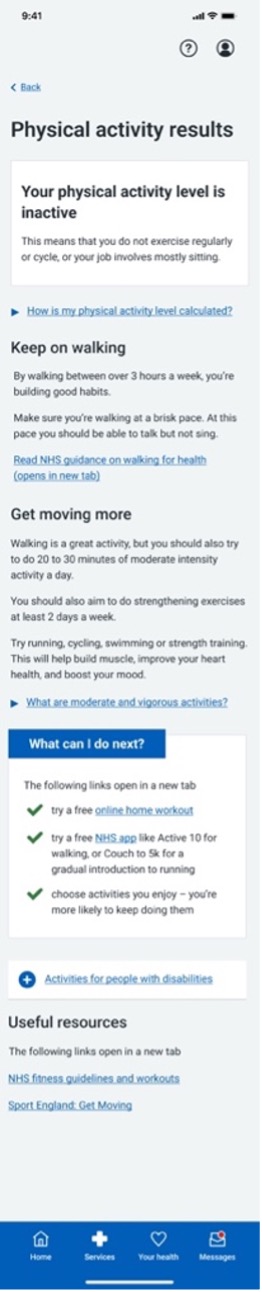 9:41
Back
Physical activity results
Your physical activity level is
inactive
This means that you do not exercise regularly
or cycle, or your job involves mostly sitting.
How is my physical activity level calculated?
Keep on walking
By walking between over 3 hours a week, you're
building good habits.
Make sure you're walking at a brisk pace. At this
pace you should be able to talk but not sing.
Read NHS guidance on walking for health
(opens in new tab)
Get moving more
Walking is a great activity, but you should also try
to do 20 to 30 minutes of moderate intensity
activity a day.
You should also aim to do strengthening exercises
at least 2 days a week.
Try running, cycling, swimming or strength training.
This will help build muscle, improve your heart
health, and boost your mood.
What are moderate and vigorous activities?
What can I do next?
The following links open in a new tab
try a free online home workout
try a free NHS app like Active 10 for
walking, or Couch to 5k for a
gradual introduction to running
choose activities you enjoy – you're
more likely to keep doing them
Activities for people with disabilities
Useful resources
The following links open in a new tab
NHS fitness guidelines and workouts
Sport England: Get Moving
Home Services Your health Messages